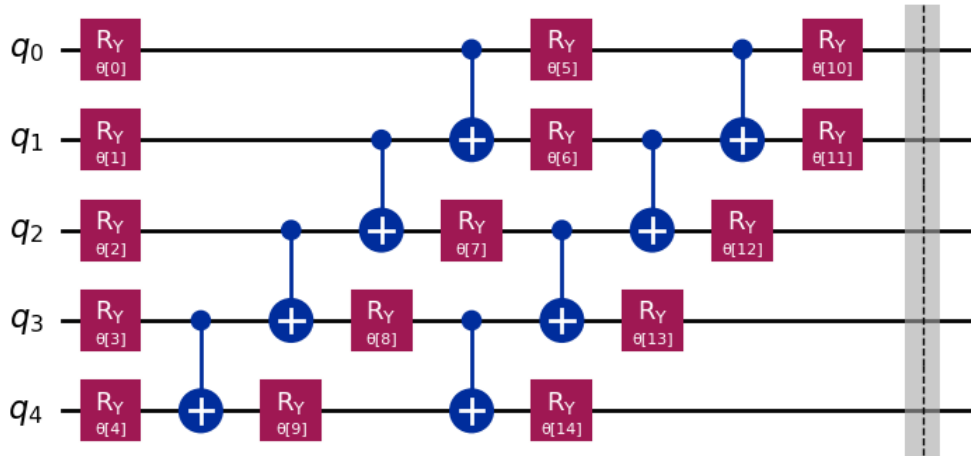 q0 RY θ[0] RY θ[5] RY θ[10]
q1 RY θ[1] RY θ[6] RY θ[11]
q2 RY θ[2] RY θ[7] RY θ[12]
q3 RY θ[3] RY θ[8] RY θ[13]
q4 RY θ[4] RY θ[9] RY θ[14]